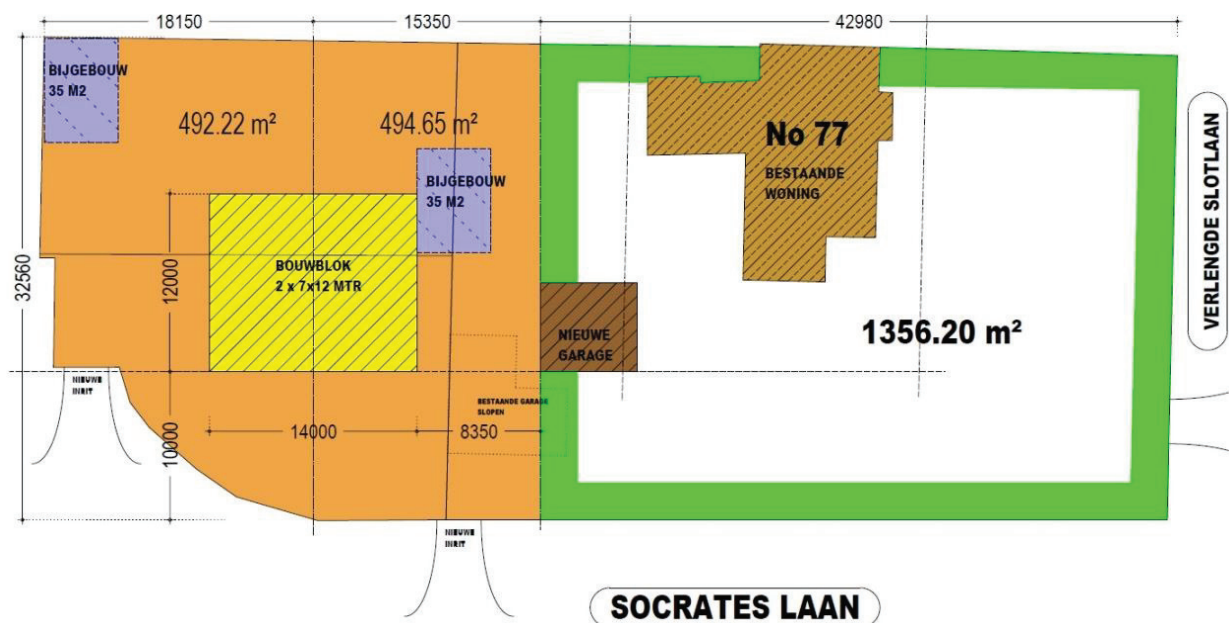 18150
15350
42980
BIJGEBOUW
35 M2
492.22 m²
494.65 m²
BIJGEBOUW
35 M2
No 77
BESTAANDE
WONING
VERLENGDE SLOTLAAN
32560
12000
BOUWBLOK
2 x 7x12 MTR
NIEUWE
GARAGE
1356.20 m²
NIEUWE
INRIT
BESTAANDE GARAGE
SLOPEN
10000
14000
8350
NIEUWE
INRIT
SOCRATES LAAN